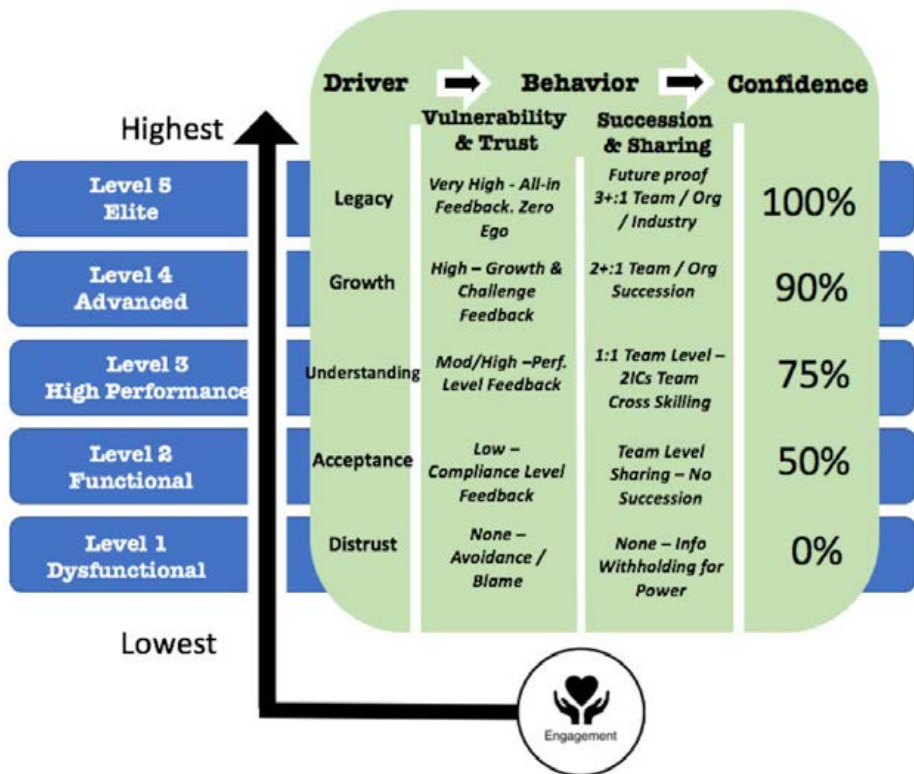 Driver
Behavior
Confidence
Vulnerability
& Trust
Succession
& Sharing
Highest
Level 5
Elite
Legacy
Very High - All-in
Feedback. Zero
Ego
Future proof
3+:1 Team / Org
/ Industry
100%
Level 4
Advanced
Growth
High – Growth &
Challenge
Feedback
2+:1 Team / Org
Succession
90%
Level 3
High Performance
Understanding
Mod/High –Perf.
Level Feedback
1:1 Team Level –
2ICs Team
Cross Skilling
75%
Level 2
Functional
Acceptance
Low –
Compliance Level
Feedback
Team Level
Sharing – No
Succession
50%
Level 1
Dysfunctional
Distrust
None –
Avoidance /
Blame
None – Info
Withholding for
Power
0%
Lowest
Engagement